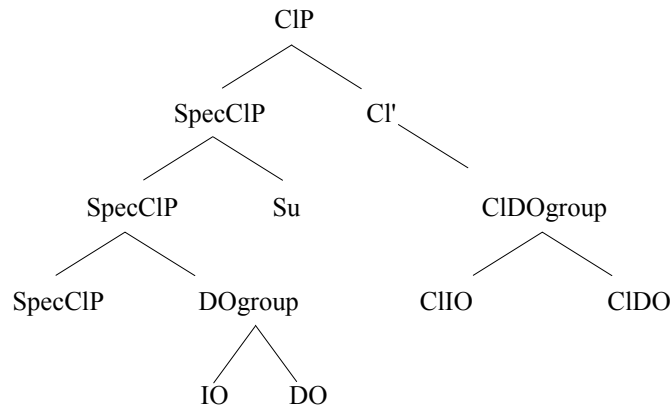 ClP
SpecClP Cl'
SpecClP Su ClDOgroup
SpecClP DOgroup ClIO ClDO
IO DO